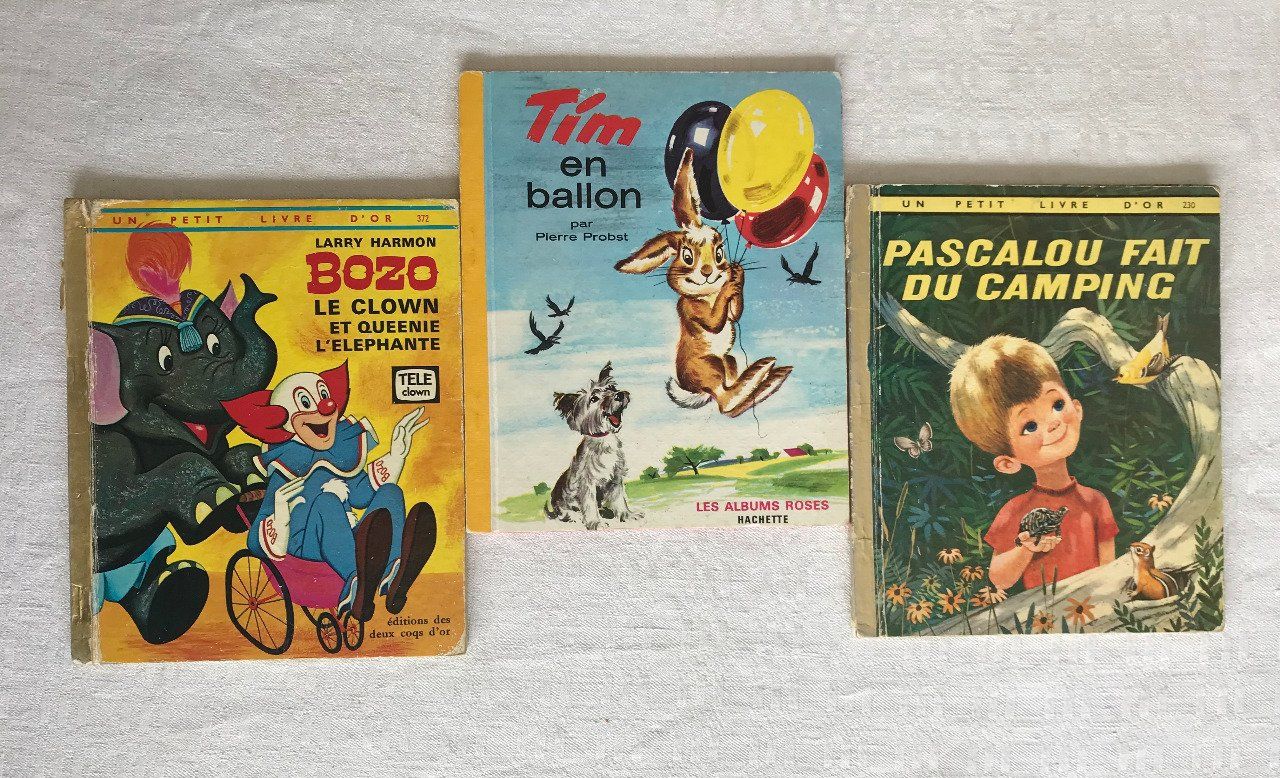 UN PETIT LIVRE D'OR 372
LARRY HARMON
BOZO
LE CLOWN
ET QUEENIE
L'ELEPHANTE
TELE
clown
BOZO
BOZO
éditions des
deux coqs d'or
Tim
en
ballon
par
Pierre Probst
LES ALBUMS ROSES
HACHETTE
UN PETIT LIVRE D'OR 230
PASCALOU FAIT
DU CAMPING